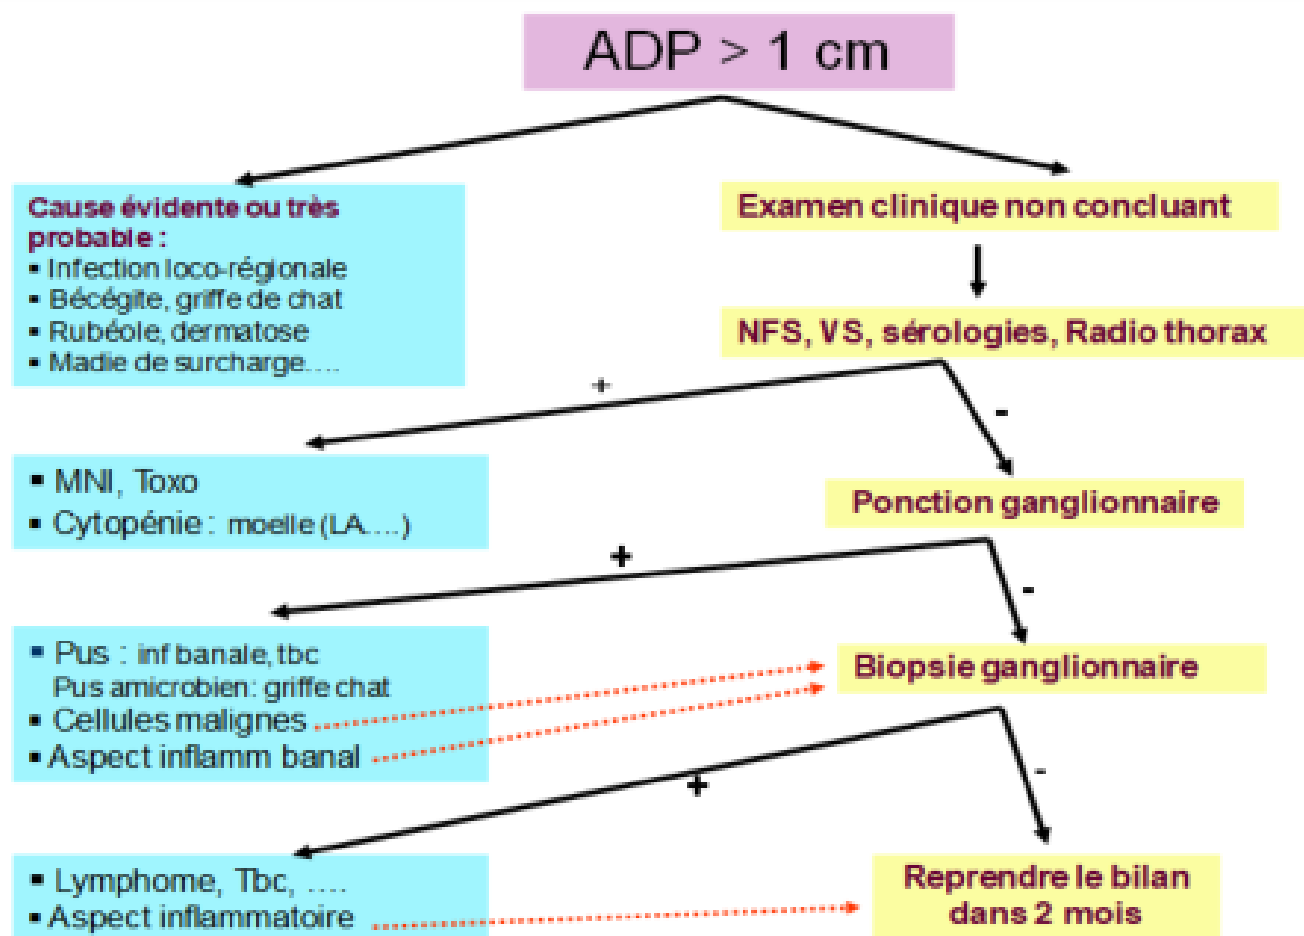 ADP > 1 cm
Cause évidente ou très
probable :
▪ Infection loco-régionale
▪ Bécégite, griffe de chat
▪ Rubéole, dermatose
▪ Madie de surcharge....
Examen clinique non concluant
NFS, VS, sérologies, Radio thorax
+
-
▪ MNI, Toxo
▪ Cytopénie : moelle (LA....)
Ponction ganglionnaire
+
-
▪ Pus : inf banale, tbc
Pus amicrobien: griffe chat
▪ Cellules malignes
▪ Aspect inflamm banal
Biopsie ganglionnaire
+
-
▪ Lymphome, Tbc, ....
▪ Aspect inflammatoire
Reprendre le bilan
dans 2 mois